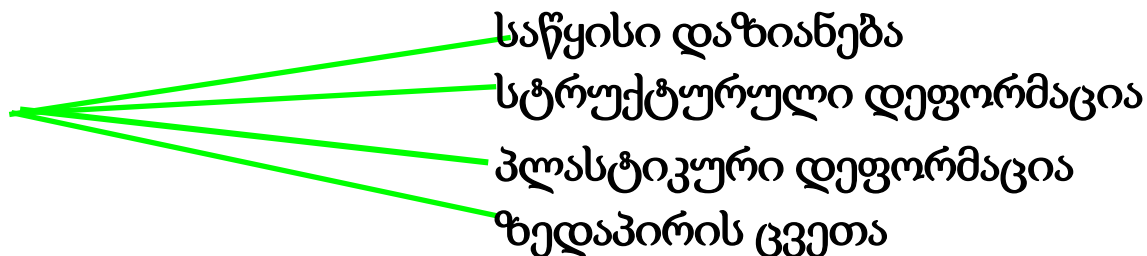 საწყისი დაზიანება
სტრუქტურული დეფორმაცია
პლასტიკური დეფორმაცია
ზედაპირის ცვეთა